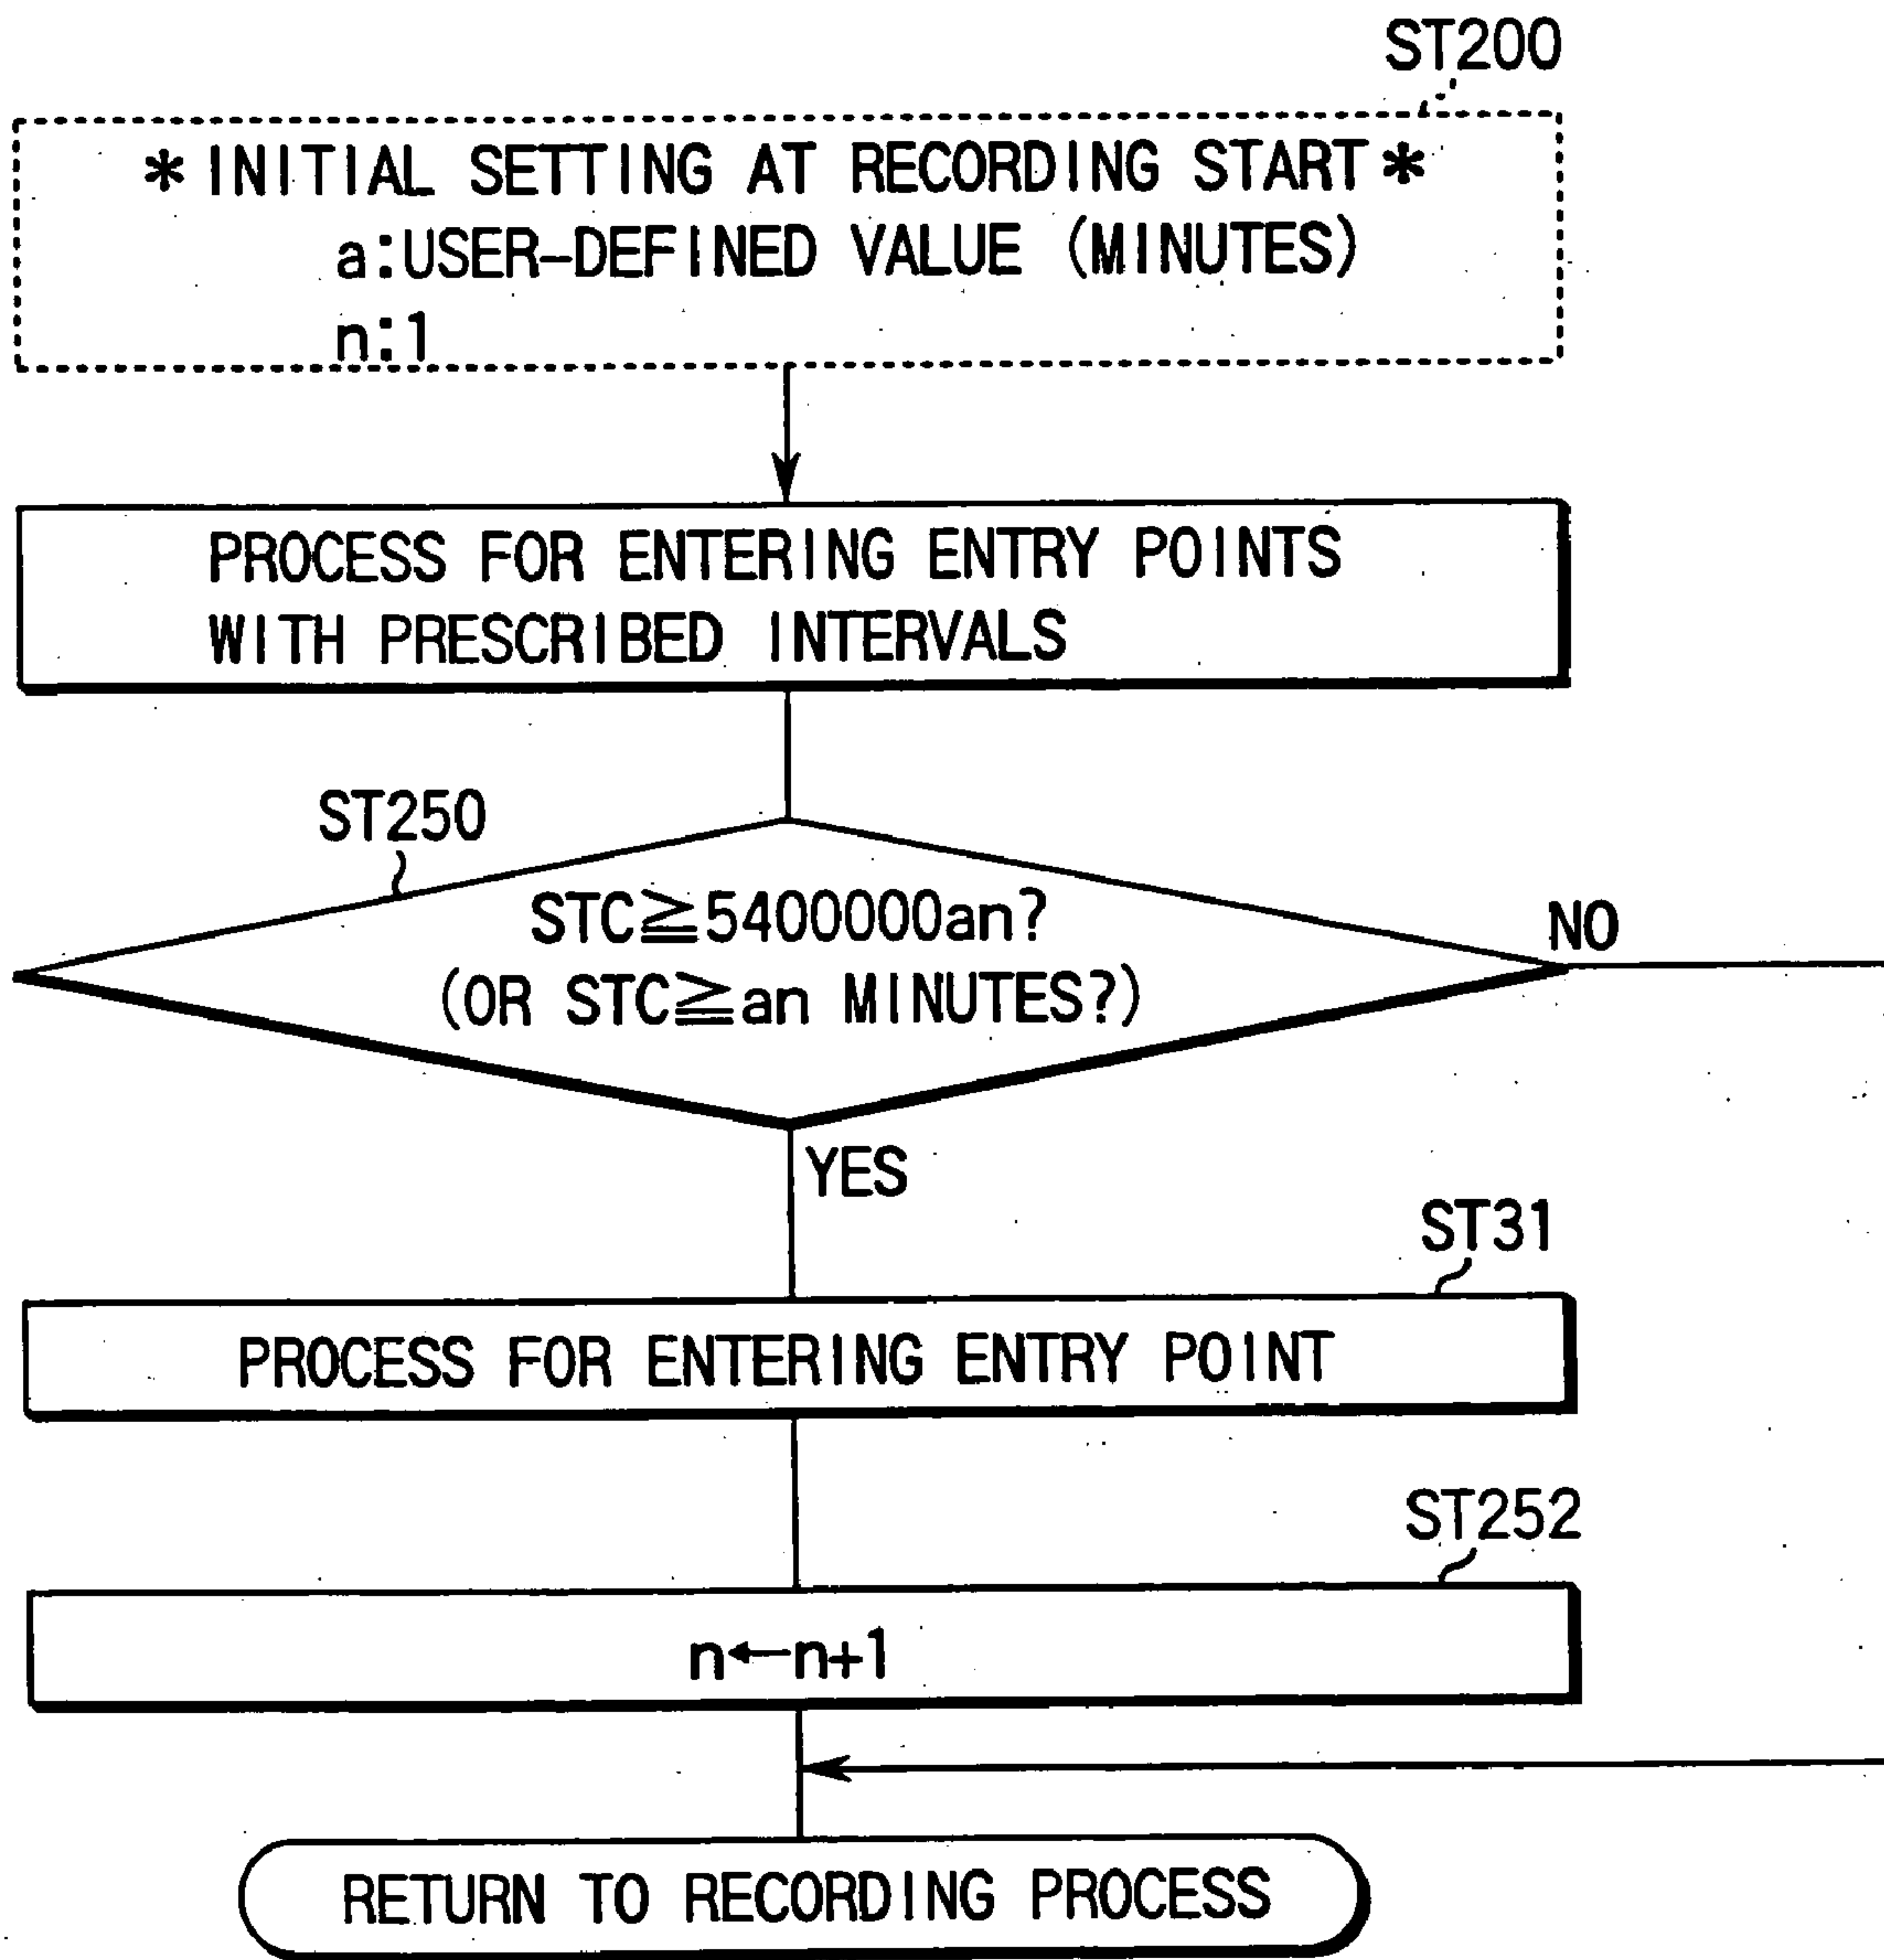 ST200
*INITIAL SETTING AT RECORDING START*
a:USER-DEFINED VALUE (MINUTES)
n:1
PROCESS FOR ENTERING ENTRY POINTS
WITH PRESCRIBED INTERVALS
ST250
STC≧5400000an?
(OR STC≧an MINUTES?)
NO
YES
ST31
PROCESS FOR ENTERING ENTRY POINT
ST252
n←n+1
RETURN TO RECORDING PROCESS